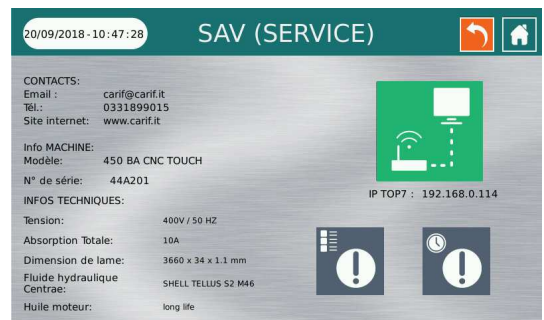 20/09/2018 - 10:47:28
SAV (SERVICE)
CONTACTS:
Email : carif@carif.it
Tél.: 0331899015
Site internet: www.carif.it
Info MACHINE:
Modèle: 450 BA CNC TOUCH
N° de série: 44A201
INFOS TECHNIQUES:
Tension: 400V / 50 HZ
Absorption Totale: 10A
Dimension de lame: 3660 x 34 x 1.1 mm
Fluide hydraulique
Centrae: SHELL TELLUS S2 M46
Huile moteur: long life
IP TOP7 : 192.168.0.114